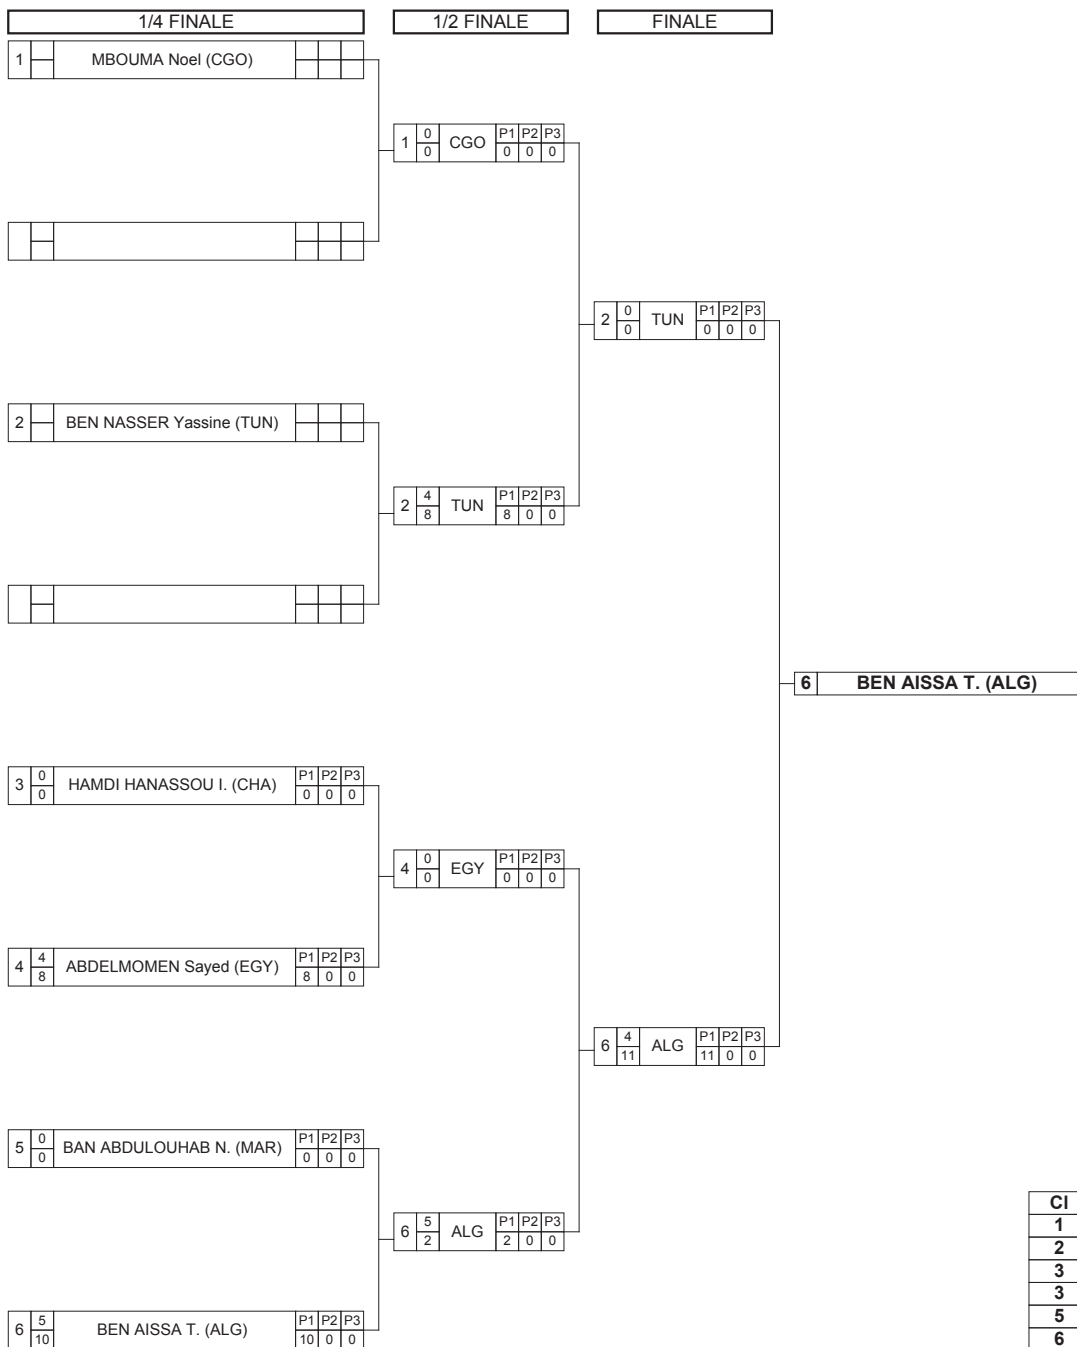 1/4 FINALE 1/2 FINALE FINALE
1 MBOUMA Noel (CGO)
1 0 CGO P1 P2 P3
0 0 0 0
2 0 TUN P1 P2 P3
0 0 0 0
2 BEN NASSER Yassine (TUN)
2 4 TUN P1 P2 P3
8 8 0 0
6 BEN AISSA T. (ALG)
3 0 HAMDI HANASSOU I. (CHA) P1 P2 P3
0 0 0 0
4 0 EGY P1 P2 P3
0 0 0 0
4 4 ABDELMOMEN Sayed (EGY) P1 P2 P3
8 8 0 0
6 4 ALG P1 P2 P3
11 11 0 0
5 0 BAN ABDULOUHAB N. (MAR) P1 P2 P3
0 0 0 0
6 5 ALG P1 P2 P3
2 2 0 0
CI
1
2
3
3
5
6
6 5 BEN AISSA T. (ALG) P1 P2 P3
10 10 0 0